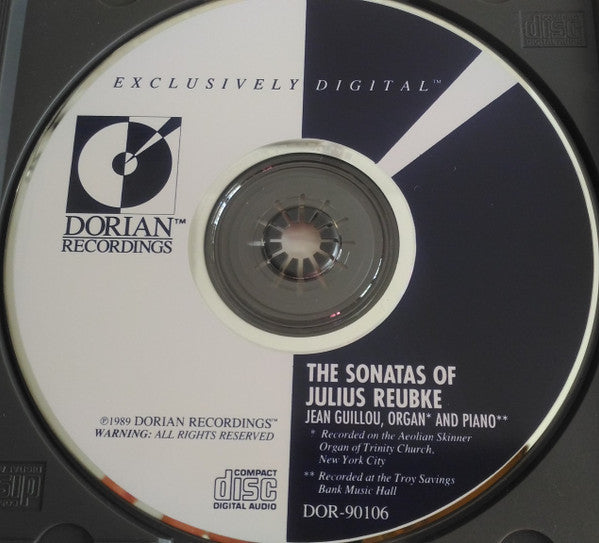 EXCLUSIVELY DIGITAL™
DORIAN™
RECORDINGS
THE SONATAS OF
JULIUS REUBKE
JEAN GUILLOU, ORGAN* AND PIANO**
* Recorded on the Aeolian Skinner
Organ of Trinity Church,
New York City
** Recorded at the Troy Savings
Bank Music Hall
DOR-90106
℗1989 DORIAN RECORDINGS™
WARNING: ALL RIGHTS RESERVED
COMPACT
disc
DIGITAL AUDIO
disc